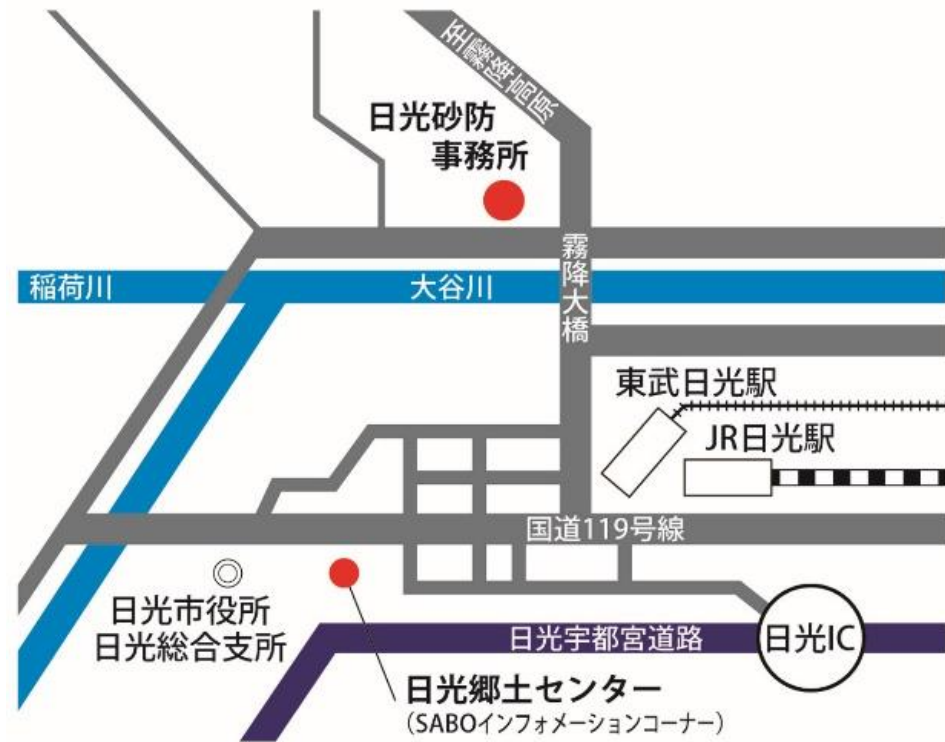 至霧降高原
日光砂防
事務所
霧降大橋
稲荷川
大谷川
東武日光駅
JR日光駅
国道119号線
日光市役所
日光総合支所
日光宇都宮道路
日光IC
日光郷土センター
（SABOインフォメーションコーナー）